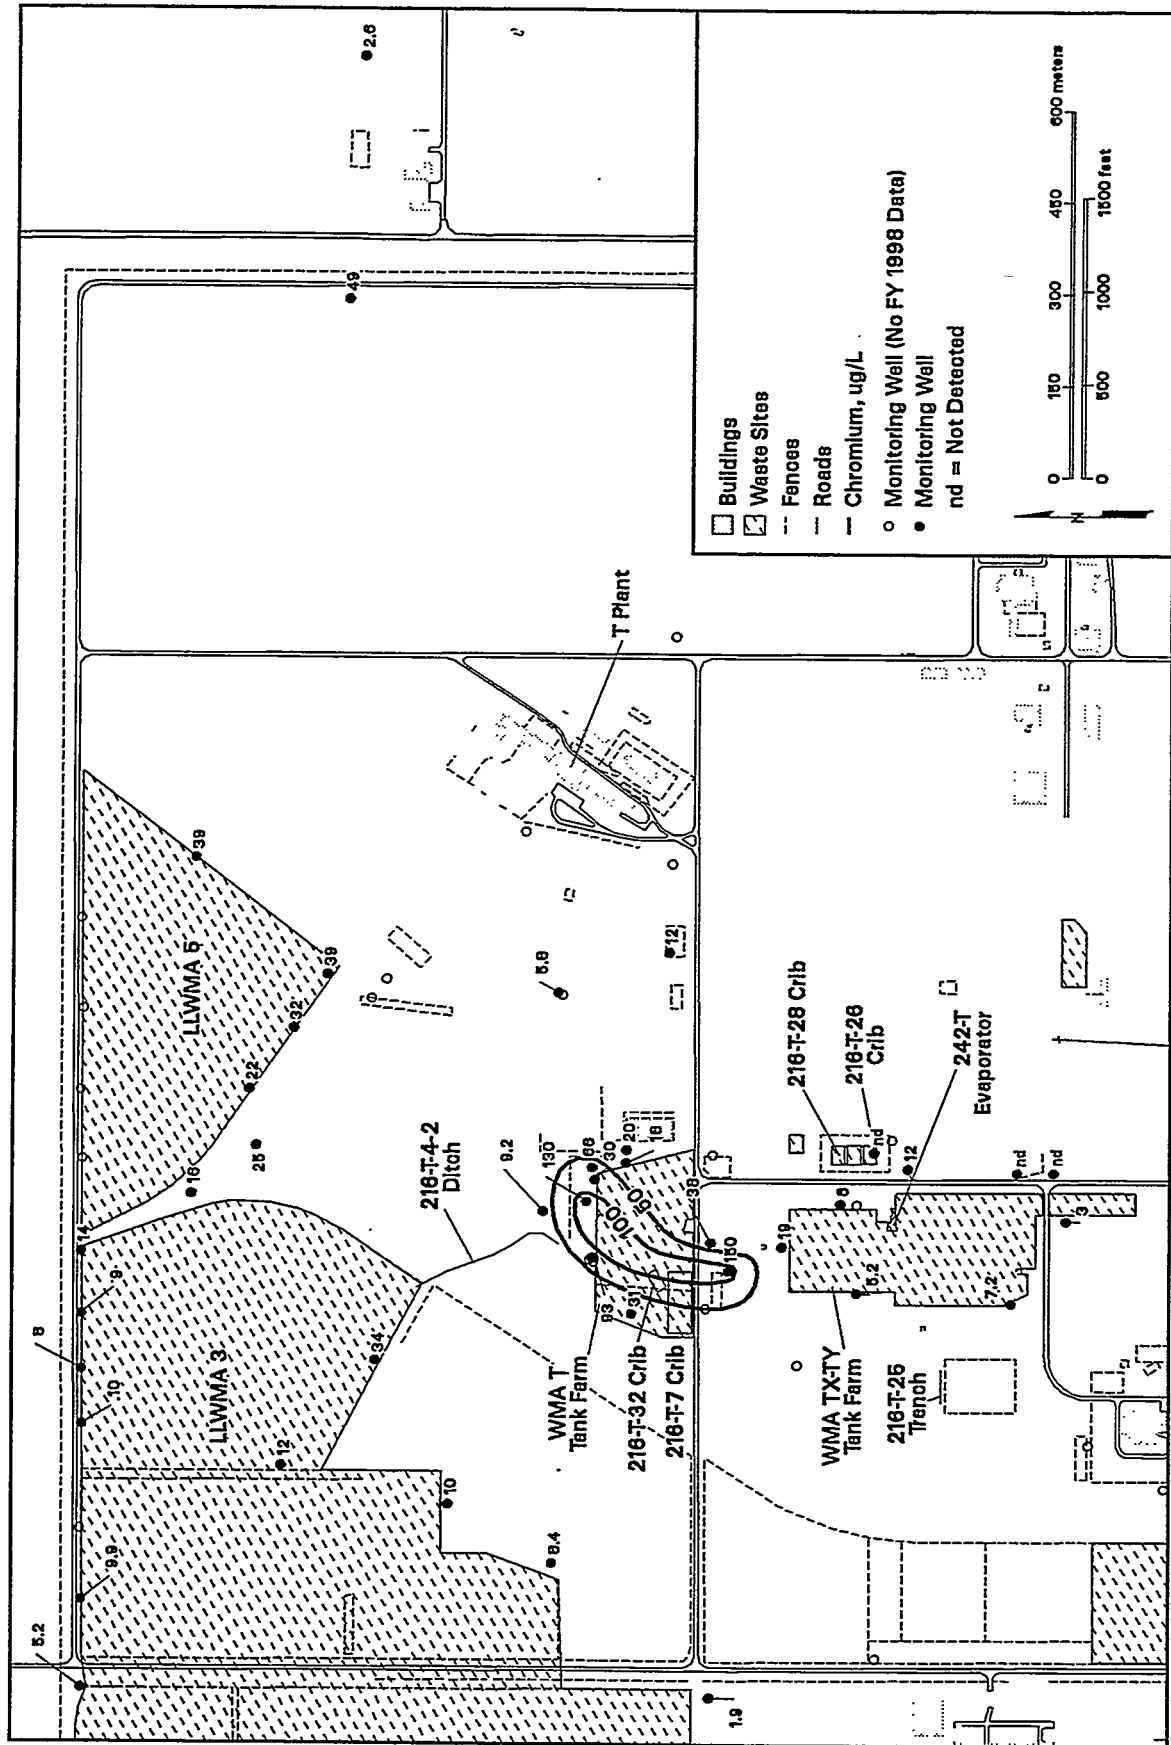 5.2
9.9
10
8
9
14
LLWMA 3
12
34
10
8.4
16
25
22
32
39
39
LLWMA 5
49
2.6
216-T-4-2
Ditch
9.2
130
68
30
20
18
5.8
12
T Plant
WMA T
Tank Farm
93
31
100
50
38
150
216-T-32 Crib
216-T-7 Crib
1.9
19
8
5.2
7.2
3
12
nd
nd
nd
WMA TX-TY
Tank Farm
216-T-25
Trench
216-T-28 Crib
216-T-26
Crib
242-T
Evaporator
Buildings
Waste Sites
Fences
Roads
Chromium, ug/L
Monitoring Well (No FY 1998 Data)
Monitoring Well
nd = Not Detected
N
0 150 300 450 600 meters
0 500 1000 1500 feet